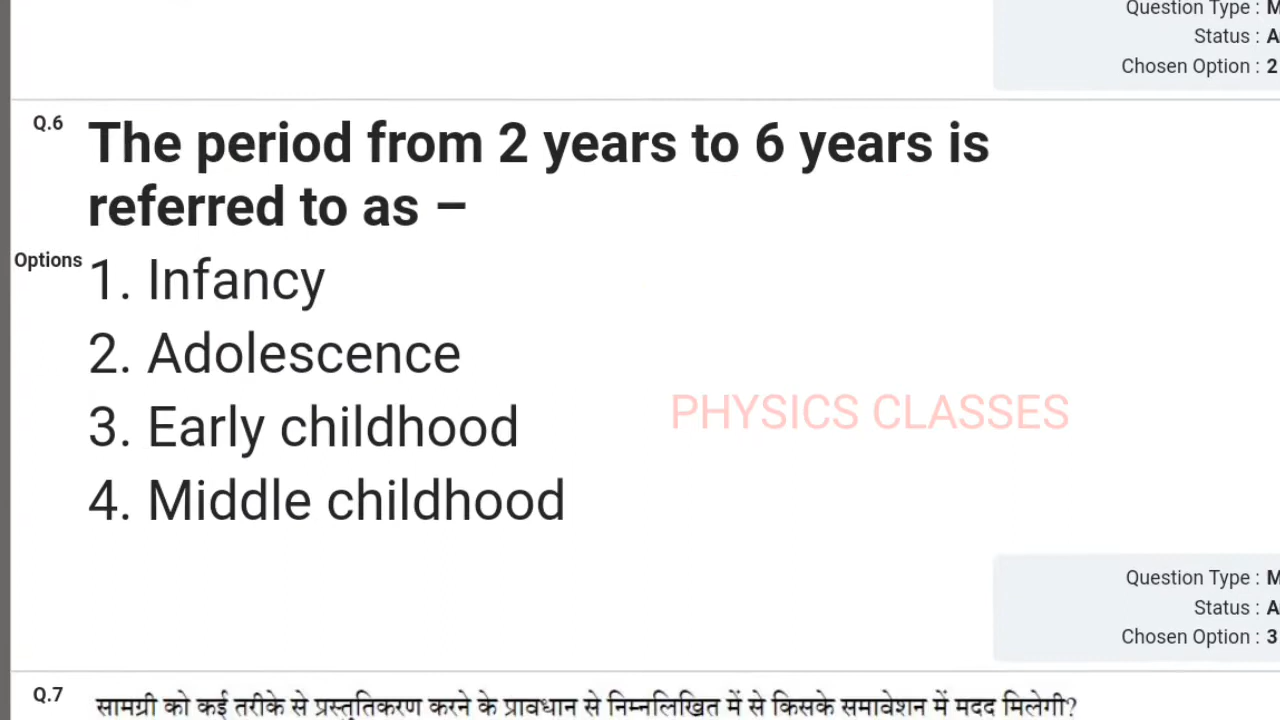 Question Type :
Status :
Chosen Option : 2
Q.6
The period from 2 years to 6 years is
referred to as –
Options
1. Infancy
2. Adolescence
3. Early childhood
4. Middle childhood
PHYSICS CLASSES
Question Type :
Status :
Chosen Option : 3
Q.7
सामग्री को कई तरीके से प्रस्तुतिकरण करने के प्रावधान से निम्नलिखित में से किसके समावेशन में मदद मिलेगी?